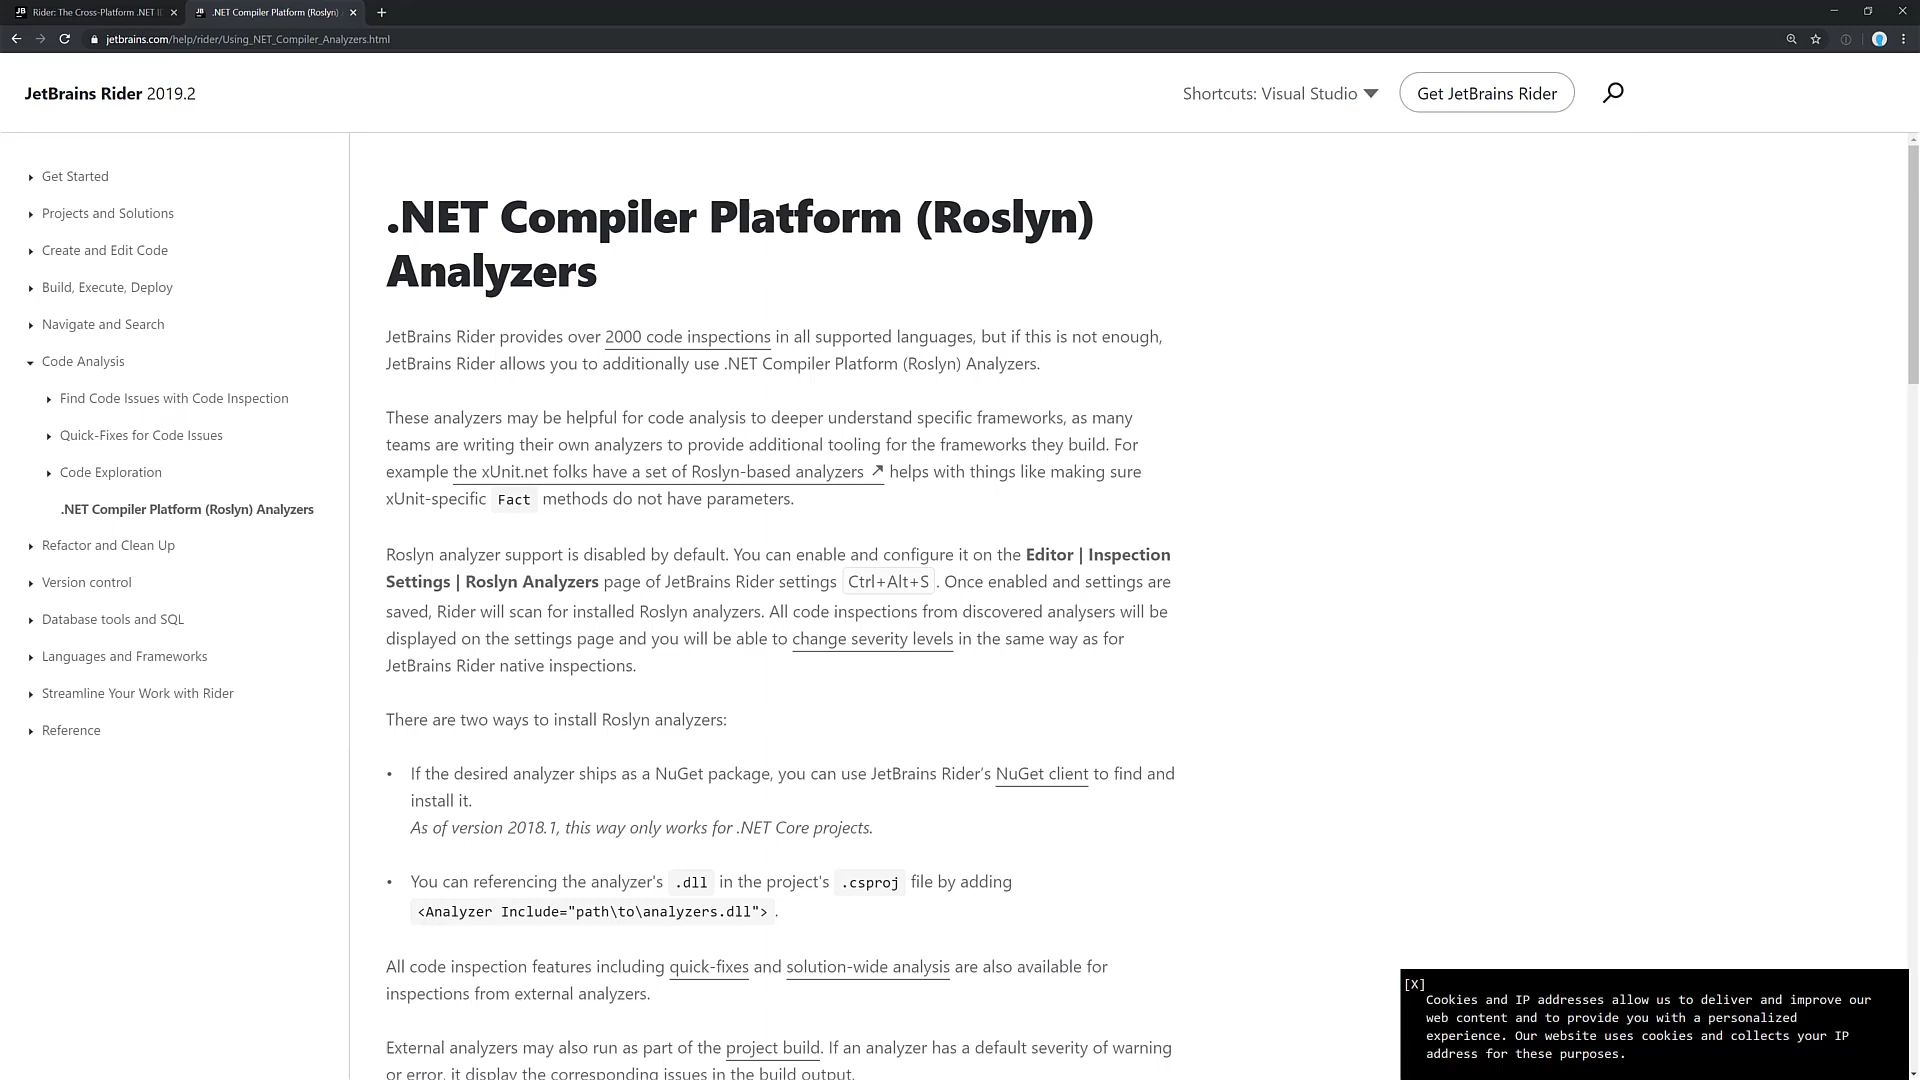 Rider: The Cross-Platform .NET I
.NET Compiler Platform (Roslyn)
jetbrains.com/help/rider/Using_NET_Compiler_Analyzers.html
JetBrains Rider 2019.2
Shortcuts: Visual Studio
Get JetBrains Rider
Get Started
Projects and Solutions
Create and Edit Code
Build, Execute, Deploy
Navigate and Search
Code Analysis
Find Code Issues with Code Inspection
Quick-Fixes for Code Issues
Code Exploration
.NET Compiler Platform (Roslyn) Analyzers
Refactor and Clean Up
Version control
Database tools and SQL
Languages and Frameworks
Streamline Your Work with Rider
Reference
.NET Compiler Platform (Roslyn)
Analyzers
JetBrains Rider provides over 2000 code inspections in all supported languages, but if this is not enough,
JetBrains Rider allows you to additionally use .NET Compiler Platform (Roslyn) Analyzers.
These analyzers may be helpful for code analysis to deeper understand specific frameworks, as many
teams are writing their own analyzers to provide additional tooling for the frameworks they build. For
example the xUnit.net folks have a set of Roslyn-based analyzers ↗ helps with things like making sure
xUnit-specific Fact methods do not have parameters.
Roslyn analyzer support is disabled by default. You can enable and configure it on the Editor | Inspection
Settings | Roslyn Analyzers page of JetBrains Rider settings Ctrl+Alt+S. Once enabled and settings are
saved, Rider will scan for installed Roslyn analyzers. All code inspections from discovered analysers will be
displayed on the settings page and you will be able to change severity levels in the same way as for
JetBrains Rider native inspections.
There are two ways to install Roslyn analyzers:
• If the desired analyzer ships as a NuGet package, you can use JetBrains Rider's NuGet client to find and
install it.
As of version 2018.1, this way only works for .NET Core projects.
• You can referencing the analyzer's .dll in the project's .csproj file by adding
<Analyzer Include="path\to\analyzers.dll"> .
All code inspection features including quick-fixes and solution-wide analysis are also available for
inspections from external analyzers.
External analyzers may also run as part of the project build. If an analyzer has a default severity of warning
or error, it display the corresponding issues in the build output.
[X]
Cookies and IP addresses allow us to deliver and improve our
web content and to provide you with a personalized
experience. Our website uses cookies and collects your IP
address for these purposes.